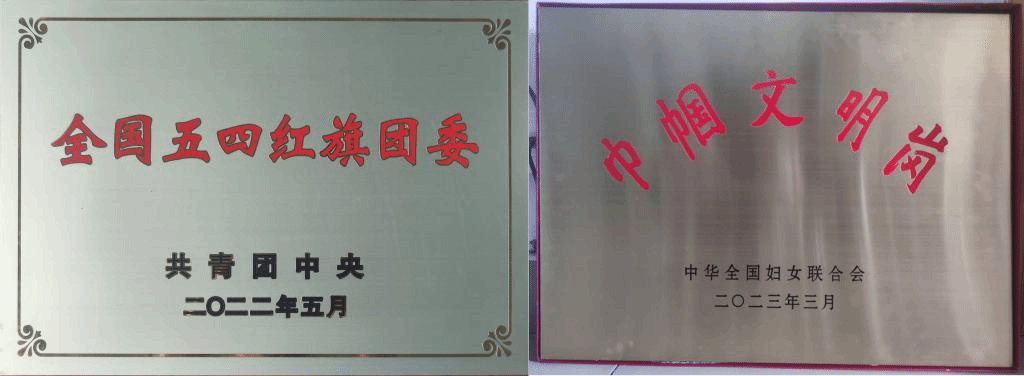 全国五四红旗团委
共青团中央
二〇二二年五月
巾帼文明岗
中华全国妇女联合会
二〇二三年三月